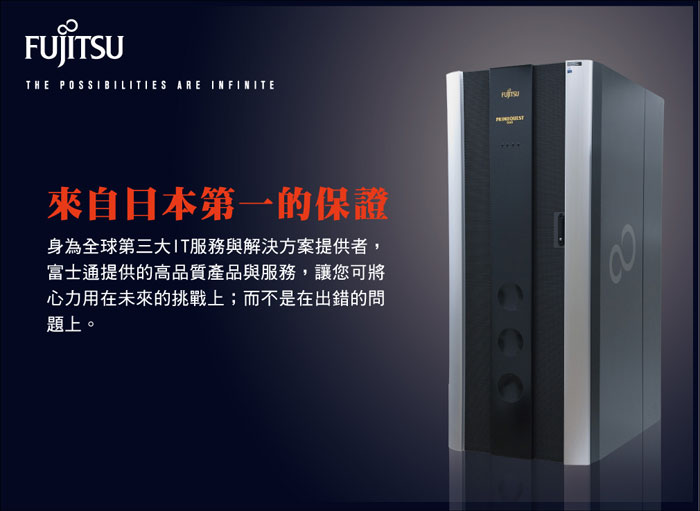 FUJITSU
THE POSSIBILITIES ARE INFINITE
來自日本第一的保證
身為全球第三大IT服務與解決方案提供者，
富士通提供的高品質產品與服務，讓您可將
心力用在未來的挑戰上；而不是在出錯的問
題上。
FUJITSU
PRIMEQUEST